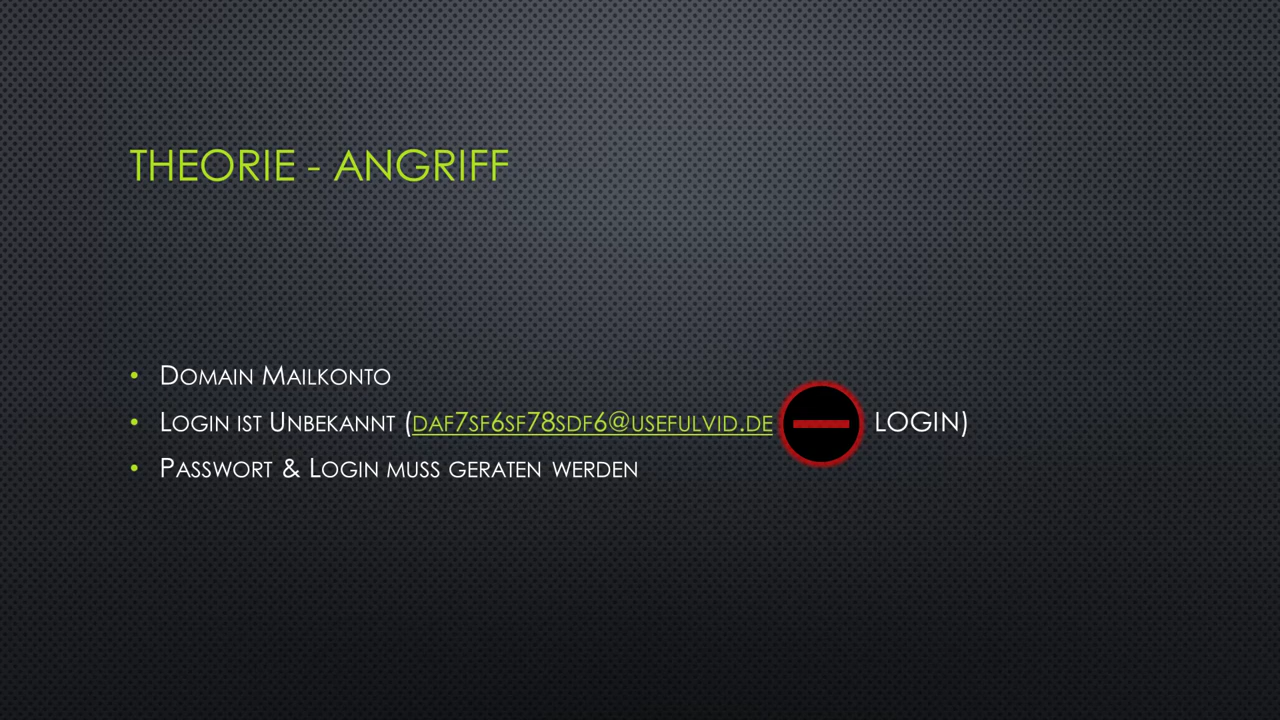 THEORIE - ANGRIFF
• DOMAIN MAILKONTO
• LOGIN IST UNBEKANNT (DAF7SF6SF78SDF6@USEFULVID.DE LOGIN)
• PASSWORT & LOGIN MUSS GERATEN WERDEN